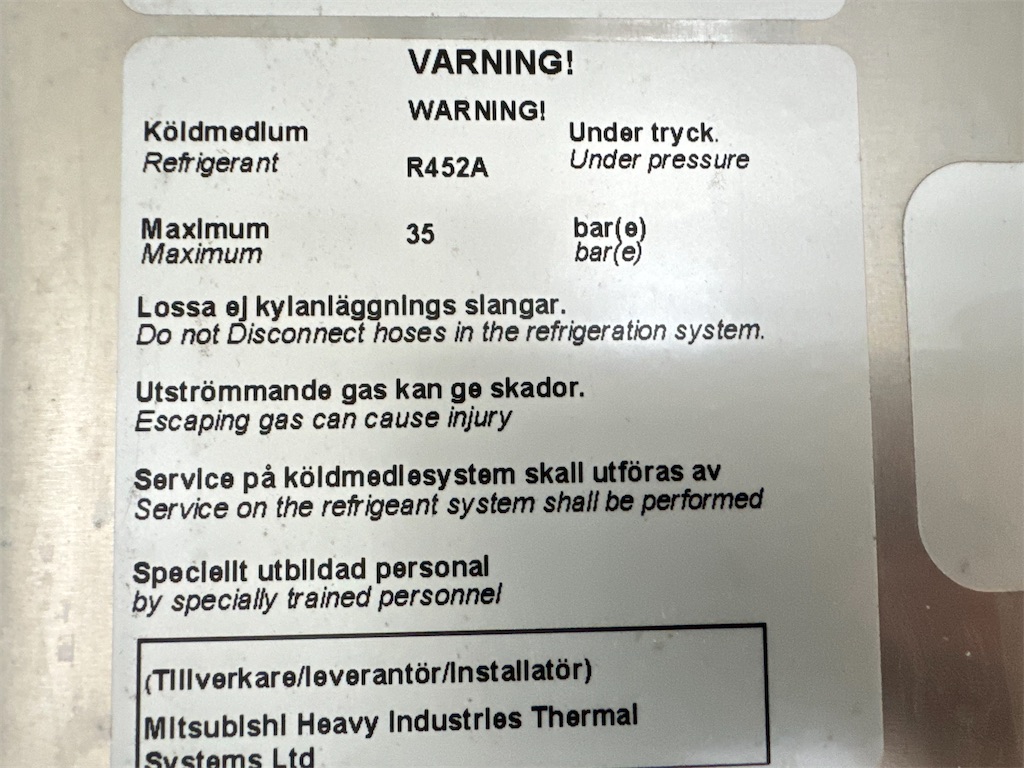 VARNING!
WARNING!
Köldmedium
Under tryck.
Refrigerant
R452A
Under pressure
Maximum
35
bar(e)
Maximum
bar(e)
Lossa ej kylanläggnings slangar.
Do not Disconnect hoses in the refrigeration system.
Utströmmande gas kan ge skador.
Escaping gas can cause injury
Service på köldmediesystem skall utföras av
Service on the refrigeant system shall be performed
Speciellt utbildad personal
by specially trained personnel
(Tillverkare/leverantör/Installatör)
Mitsubishi Heavy Industries Thermal
Systems Ltd